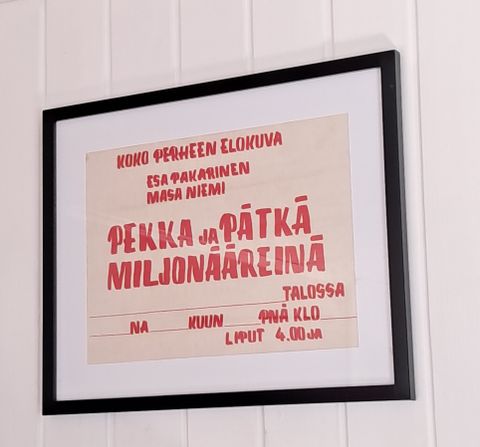 KOKO PERHEEN ELOKUVA
ESA PAKARINEN
MASA NIEMI
PEKKA JA PÄTKÄ
MILJONÄÄREINÄ
TALOSSA
NA KUUN PNÄ KLO
LIPUT 4.00 JA